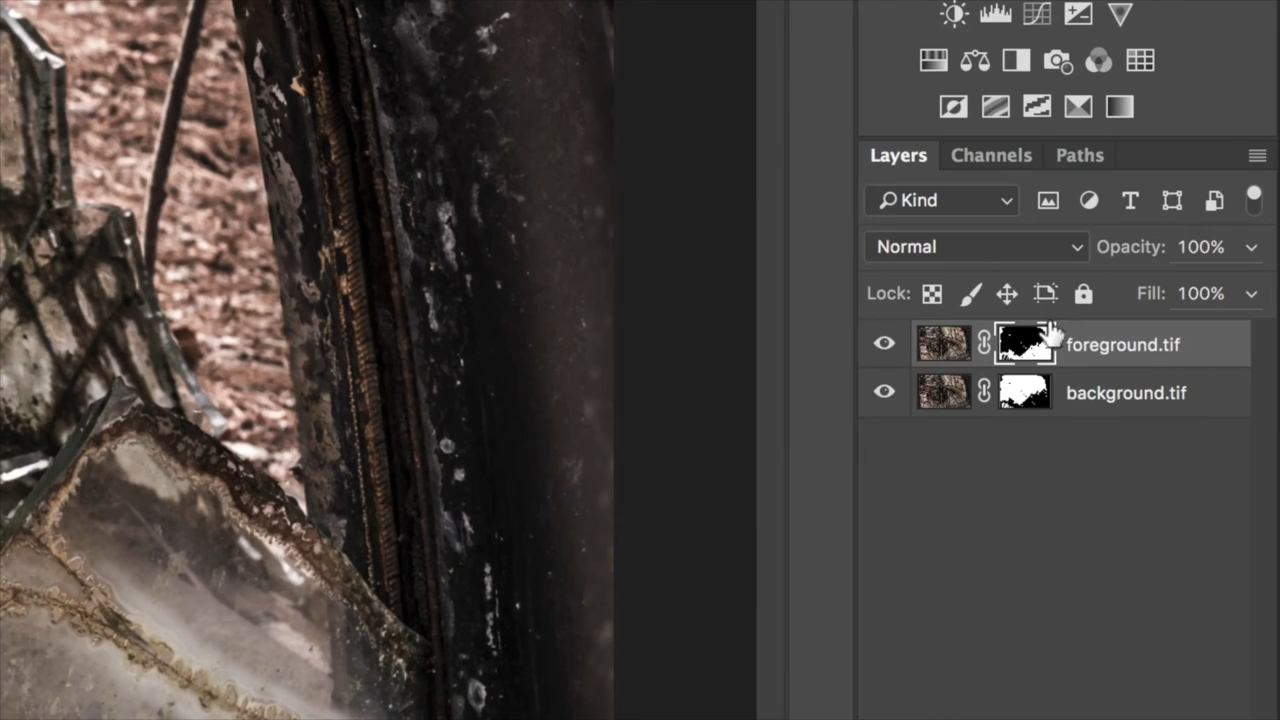 Layers Channels Paths
Kind
Normal Opacity: 100%
Lock: Fill: 100%
foreground.tif
background.tif